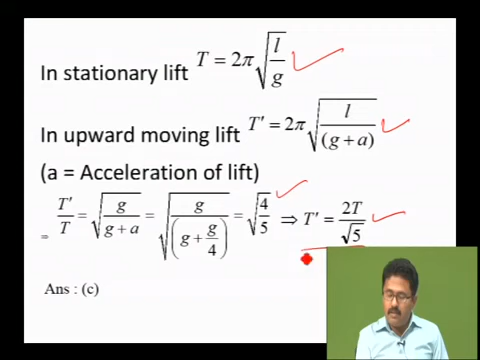 In stationary lift T = 2π√(l/g)
In upward moving lift T' = 2π√(l/(g+a))
(a = Acceleration of lift)
⇒ T'/T = √(g/(g+a)) = √(g/(g+g/4)) = √(4/5) ⇒ T' = 2T/√5
Ans : (c)